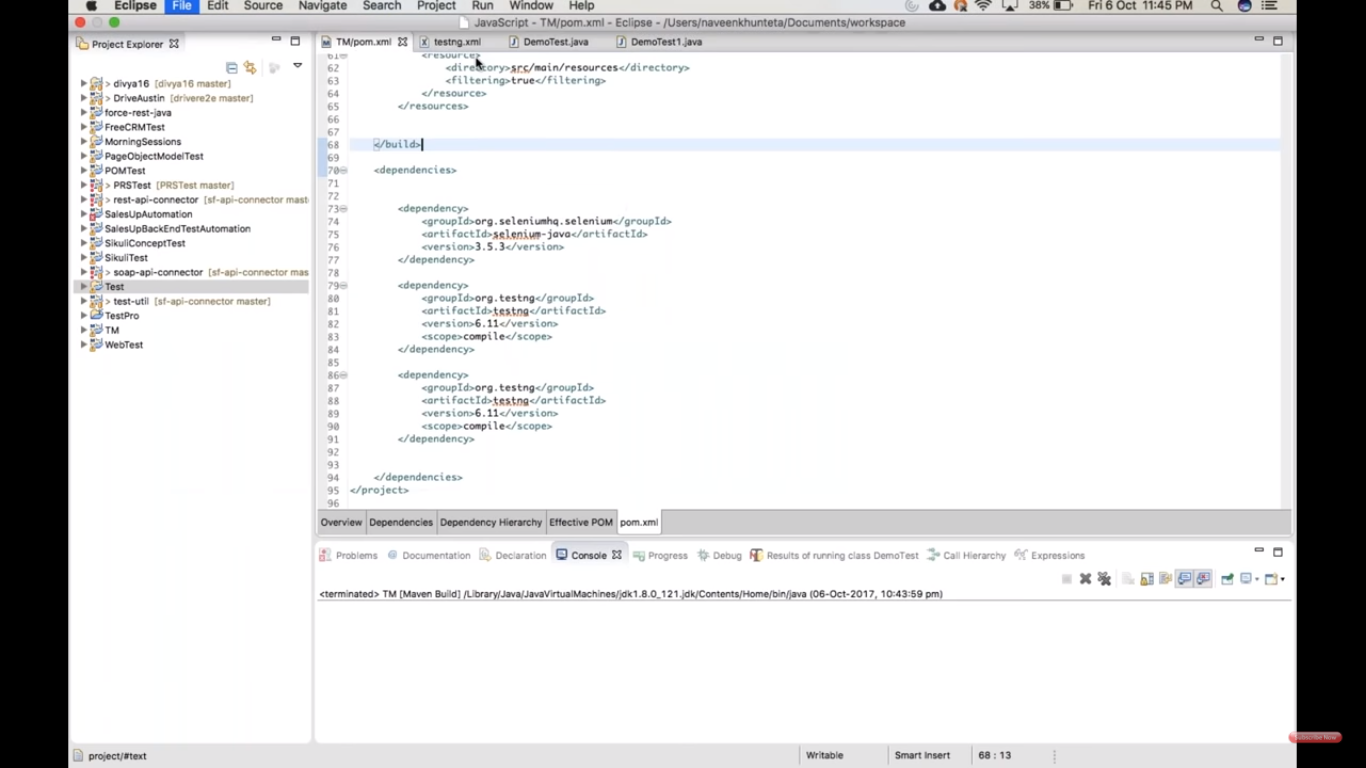 Eclipse File Edit Source Navigate Search Project Run Window Help 38% Fri 6 Oct 11:45 PM
JavaScript - TM/pom.xml - Eclipse - /Users/naveenkhunteta/Documents/workspace
Project Explorer
> divya16 [divya16 master]
> DriveAustin [drivere2e master]
force-rest-java
FreeCRMTest
MorningSessions
PageObjectModelTest
POMTest
> PRSTest [PRSTest master]
> rest-api-connector [sf-api-connector mast
SalesUpAutomation
SalesUpBackEndTestAutomation
SikuliConceptTest
SikuliTest
> soap-api-connector [sf-api-connector mas
Test
> test-util [sf-api-connector master]
TestPro
TM
WebTest
TM/pom.xml testng.xml DemoTest.java DemoTest1.java
61 <resource>
62 <directory>src/main/resources</directory>
63 <filtering>true</filtering>
64 </resource>
65 </resources>
66
67
68 </build>
69
70 <dependencies>
71
72
73 <dependency>
74 <groupId>org.seleniumhq.selenium</groupId>
75 <artifactId>selenium-java</artifactId>
76 <version>3.5.3</version>
77 </dependency>
78
79 <dependency>
80 <groupId>org.testng</groupId>
81 <artifactId>testng</artifactId>
82 <version>6.11</version>
83 <scope>compile</scope>
84 </dependency>
85
86 <dependency>
87 <groupId>org.testng</groupId>
88 <artifactId>testng</artifactId>
89 <version>6.11</version>
90 <scope>compile</scope>
91 </dependency>
92
93
94 </dependencies>
95 </project>
96
Overview Dependencies Dependency Hierarchy Effective POM pom.xml
Problems Documentation Declaration Console Progress Debug Results of running class DemoTest Call Hierarchy Expressions
<terminated> TM [Maven Build] /Library/Java/JavaVirtualMachines/jdk1.8.0_121.jdk/Contents/Home/bin/java (06-Oct-2017, 10:43:59 pm)
Subscribe Now
project/#text Writable Smart Insert 68 : 13